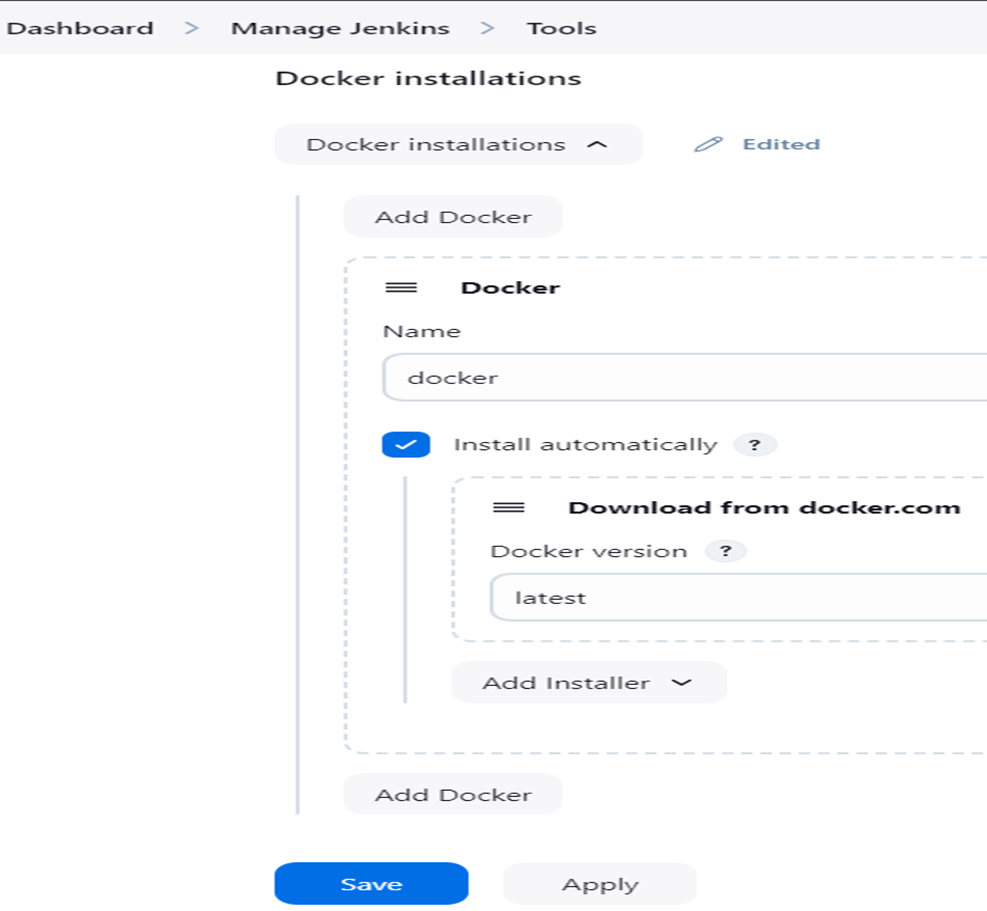 Dashboard > Manage Jenkins > Tools
Docker installations
Docker installations Edited
Add Docker
Docker
Name
docker
Install automatically ?
Download from docker.com
Docker version ?
latest
Add Installer
Add Docker
Save Apply